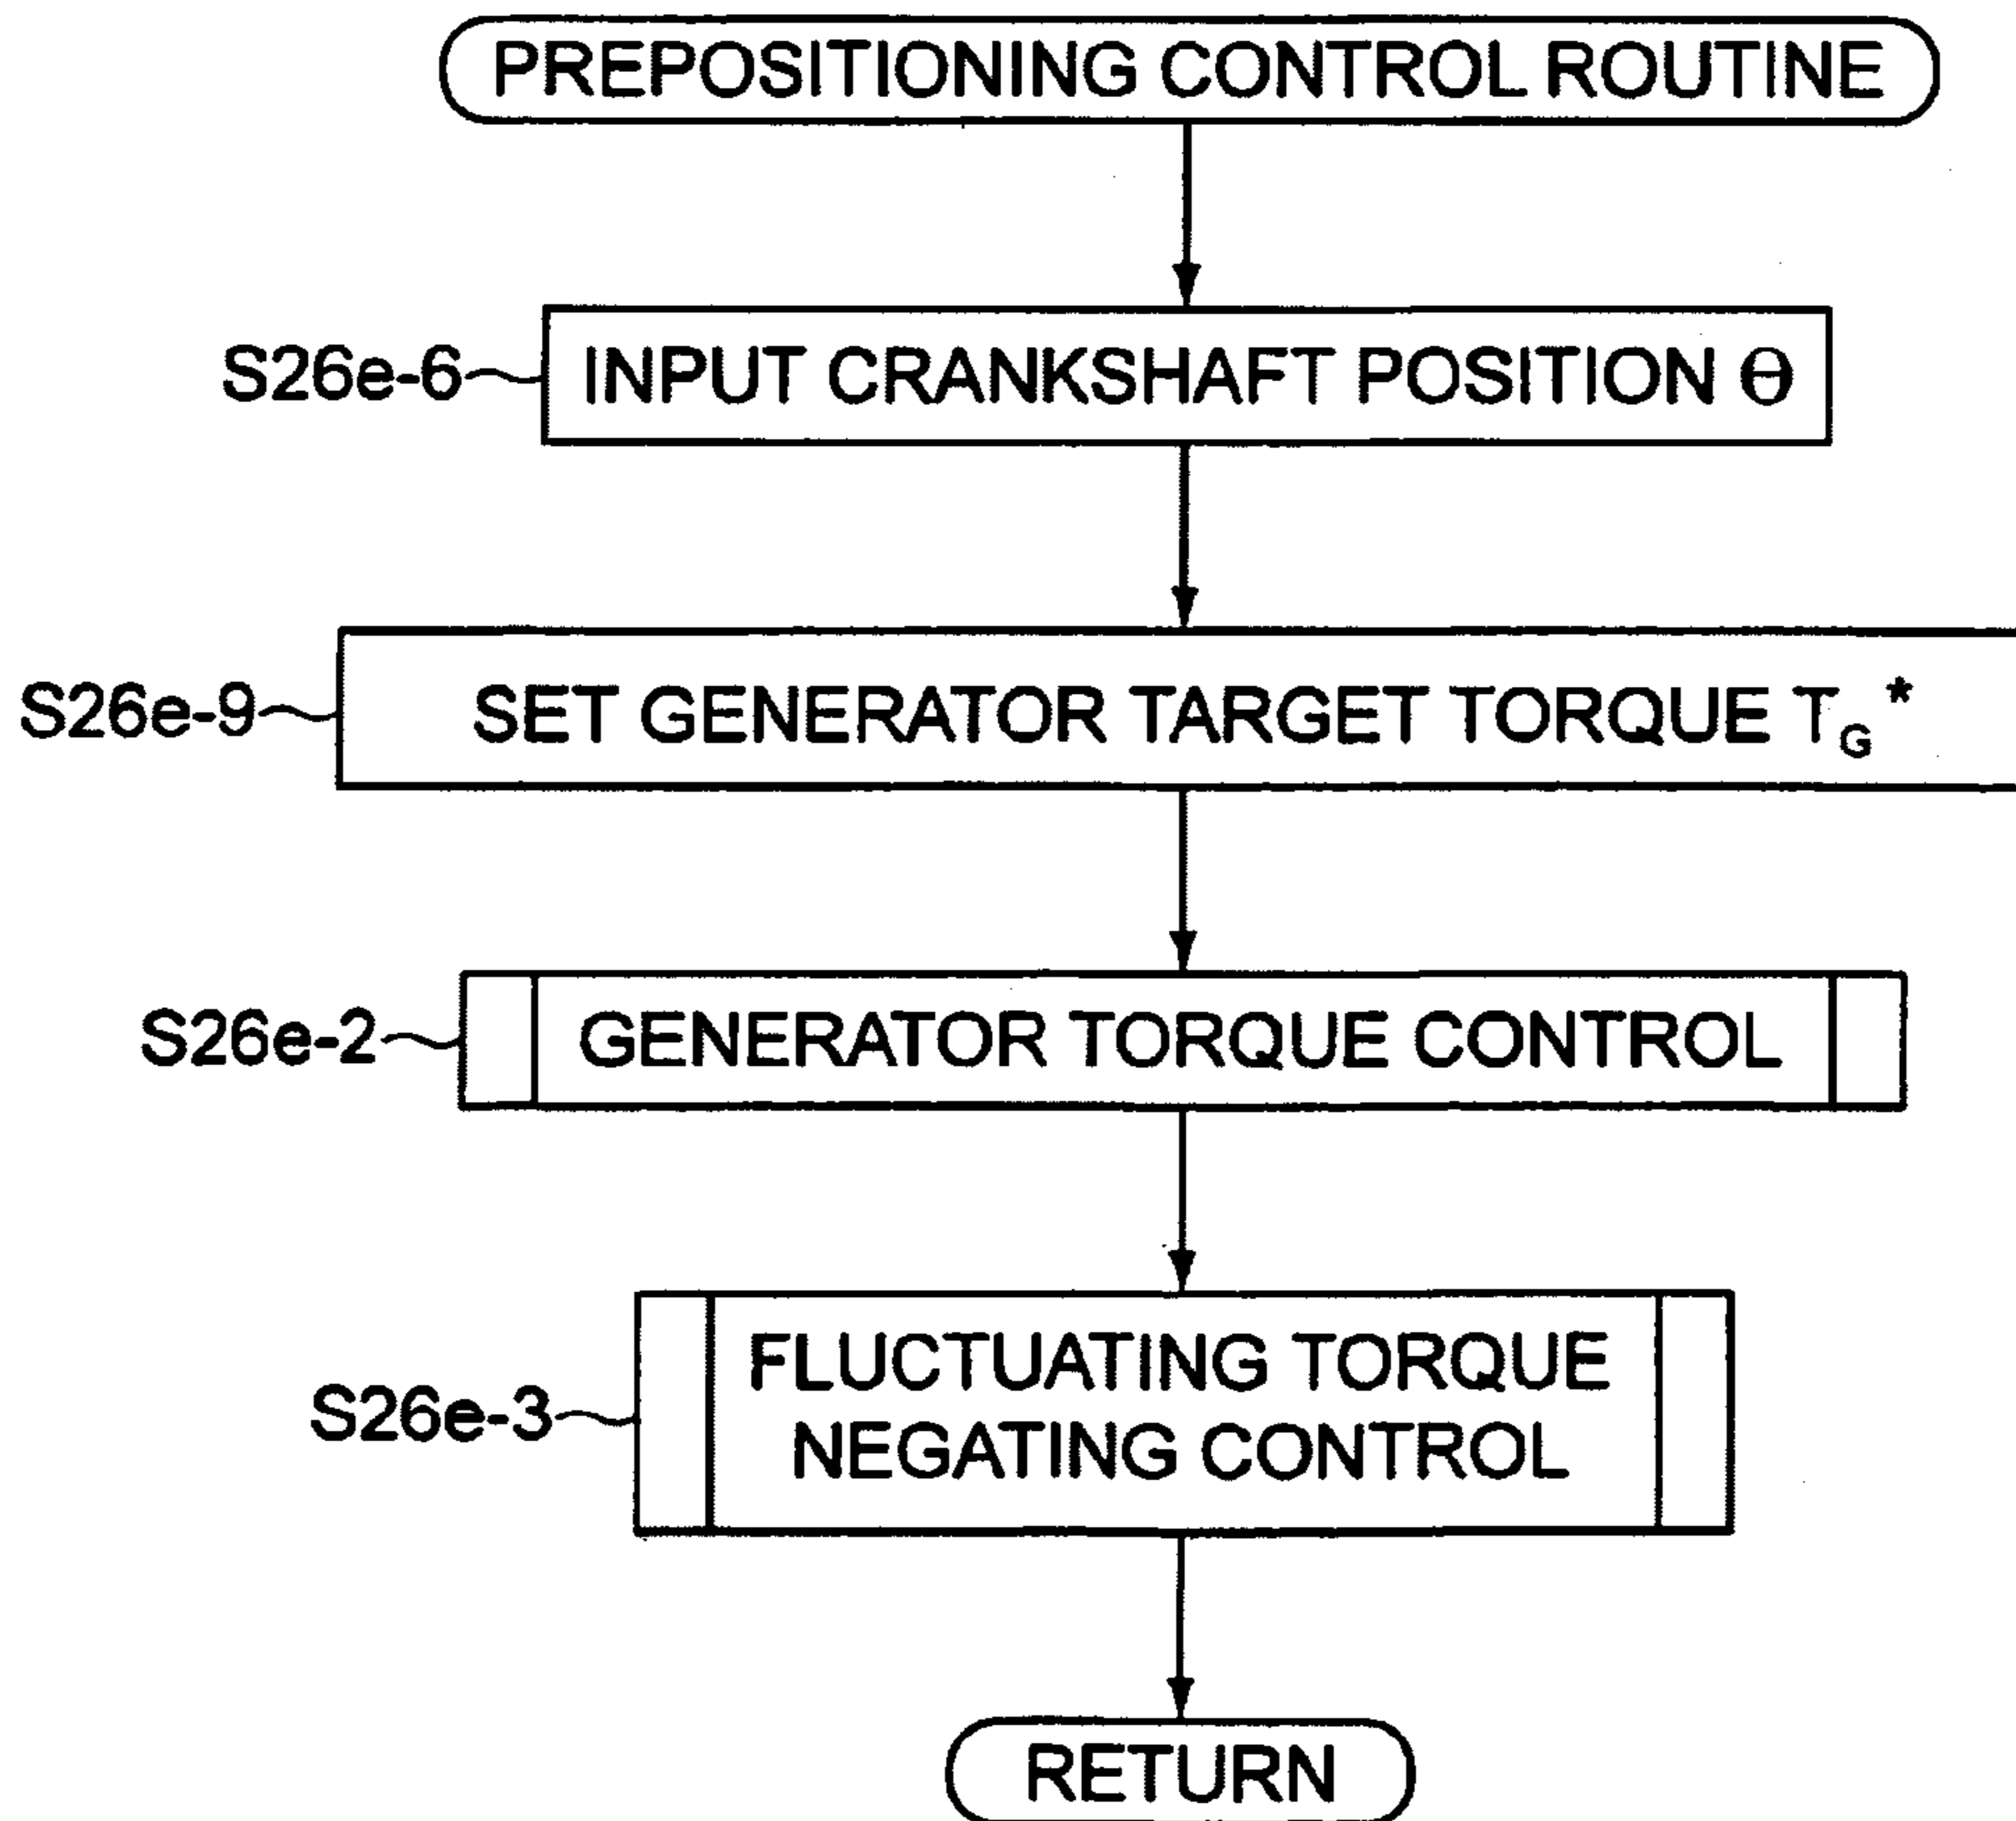 PREPOSITIONING CONTROL ROUTINE
S26e-6
INPUT CRANKSHAFT POSITION Θ
S26e-9
SET GENERATOR TARGET TORQUE T_G*
S26e-2
GENERATOR TORQUE CONTROL
S26e-3
FLUCTUATING TORQUE
NEGATING CONTROL
RETURN